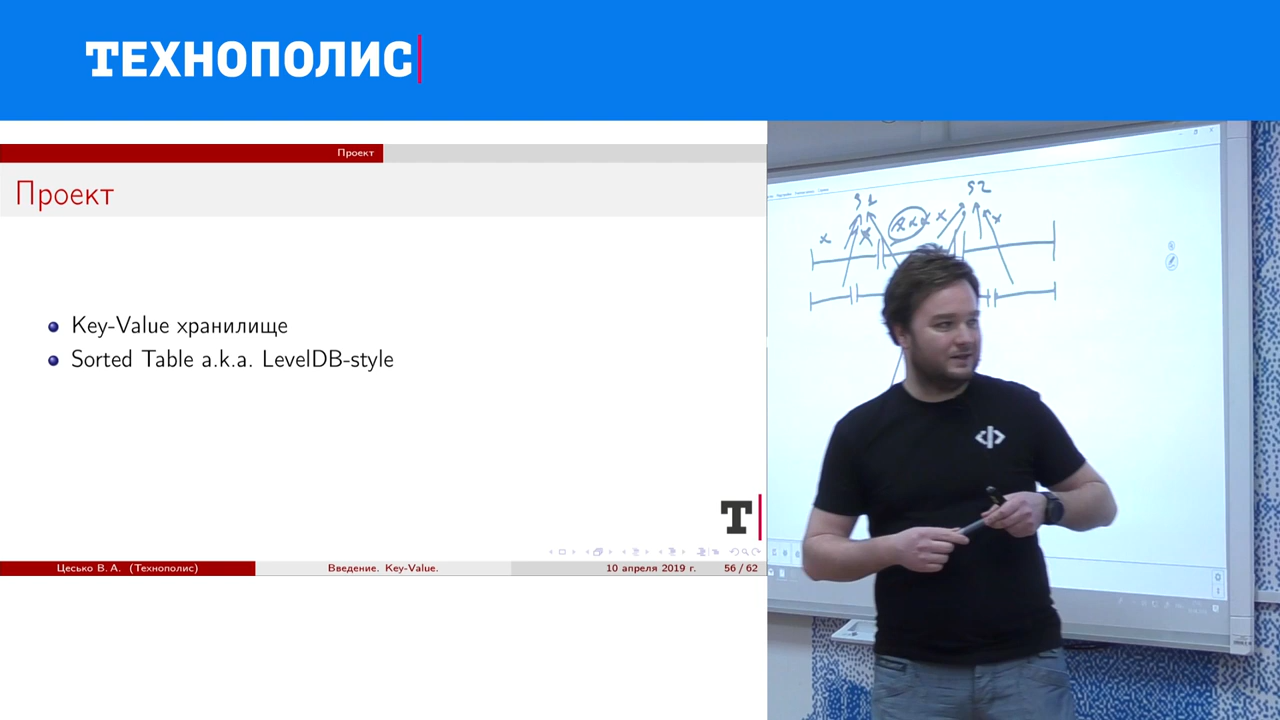 ТЕХНОПОЛИС
Проект
Проект
Key-Value хранилище
Sorted Table a.k.a. LevelDB-style
T
Цесько В. А. (Технополис)
Введение. Key-Value.
10 апреля 2019 г.
56 / 62
S2
x
x
x